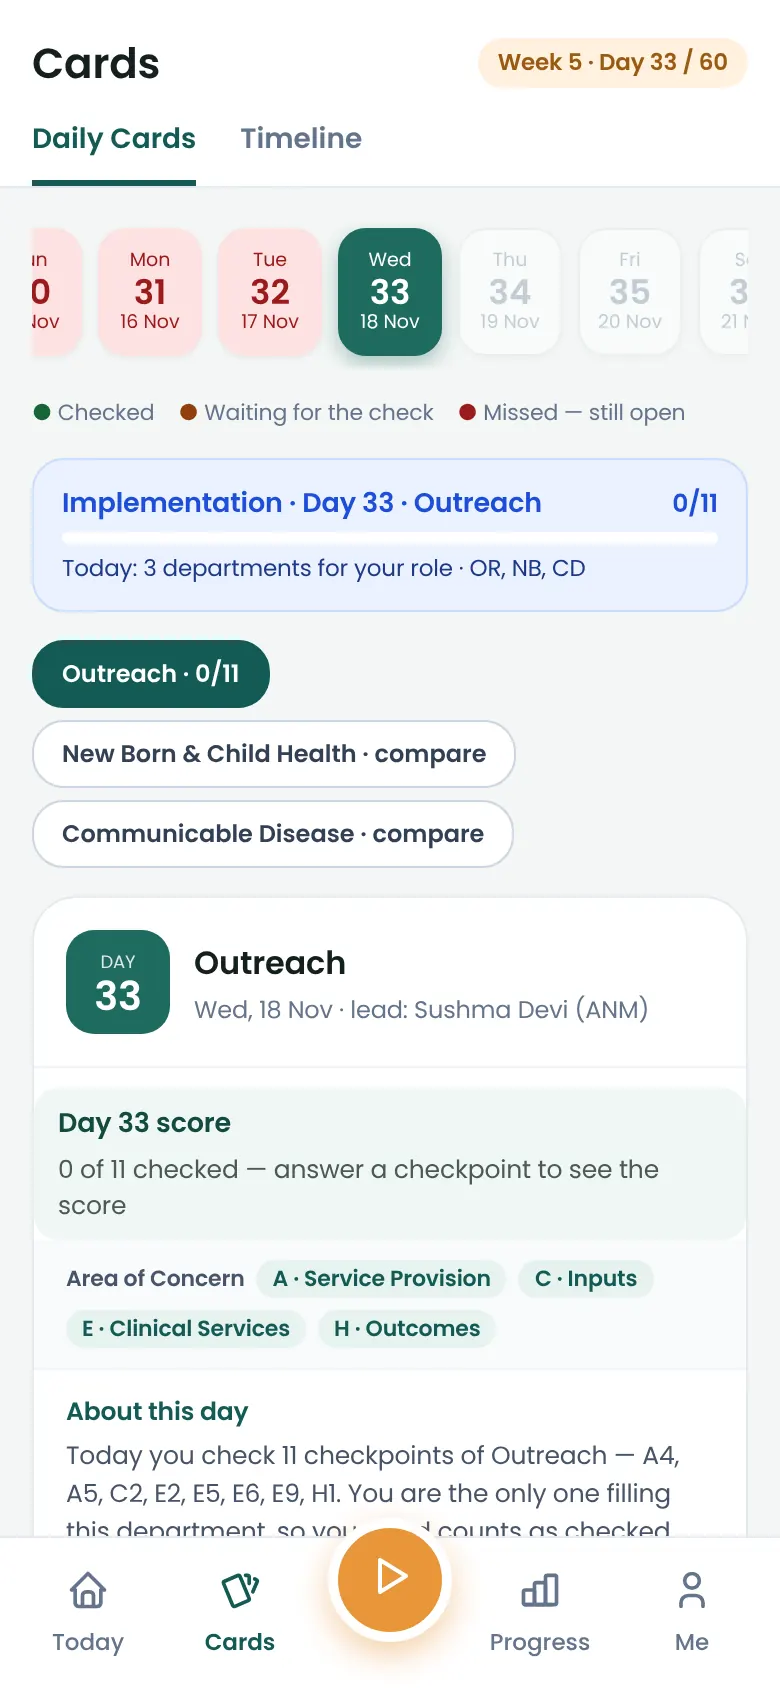 Cards
Week 5 · Day 33 / 60
Daily Cards
Timeline
Mon
31
16 Nov
Tue
32
17 Nov
Wed
33
18 Nov
Thu
34
19 Nov
Fri
35
20 Nov
Checked
Waiting for the check
Missed — still open
Implementation · Day 33 · Outreach
0/11
Today: 3 departments for your role · OR, NB, CD
Outreach · 0/11
New Born & Child Health · compare
Communicable Disease · compare
DAY
33
Outreach
Wed, 18 Nov · lead: Sushma Devi (ANM)
Day 33 score
0 of 11 checked — answer a checkpoint to see the
score
Area of Concern
A · Service Provision
C · Inputs
E · Clinical Services
H · Outcomes
About this day
Today you check 11 checkpoints of Outreach — A4,
A5, C2, E2, E5, E6, E9, H1. You are the only one filling
this department, so counts as checked
Today
Cards
Progress
Me